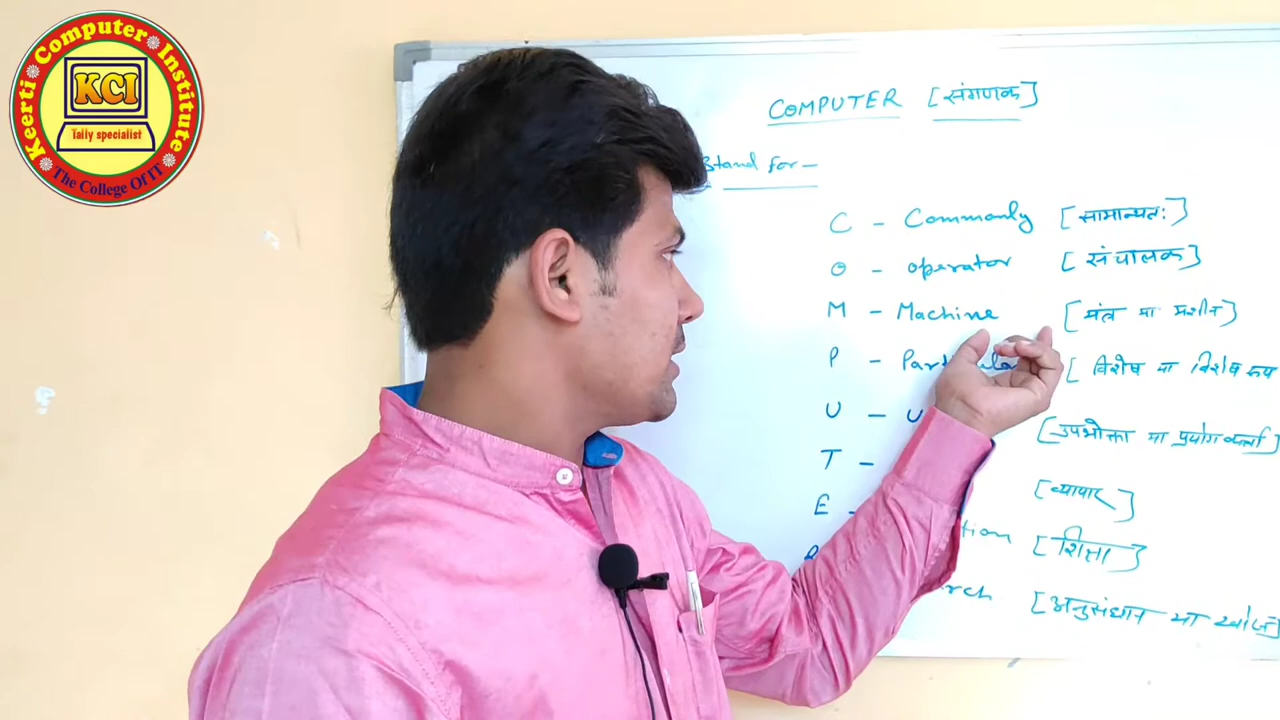 Keerti Computer Institute
KCI
Tally specialist
The College Of IT
COMPUTER [संगणक]
Stand for -
C - Commonly [सामान्यतः]
O - Operator [संचालक]
M - Machine [यंत्र या मशीन]
P - [विशेष या विशेष रूप
U - U [उपभोक्ता या प्रयोगकर्ता]
T - [व्यापार]
E - tion [शिक्षा]
rch [अनुसंधान या खोज]